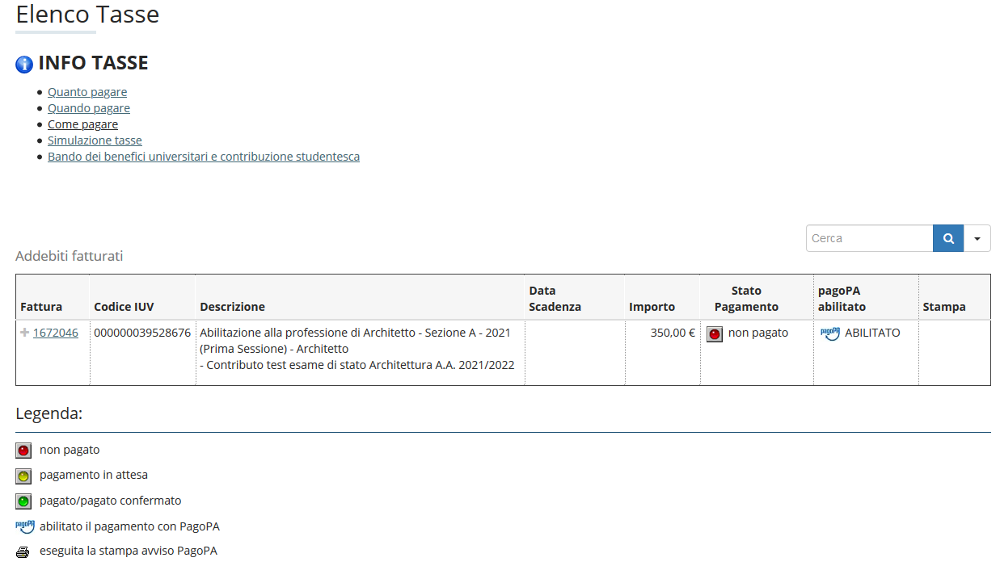 Elenco Tasse
INFO TASSE
Quanto pagare
Quando pagare
Come pagare
Simulazione tasse
Bando dei benefici universitari e contribuzione studentesca
Cerca
Addebiti fatturati
Fattura Codice IUV Descrizione Data Scadenza Importo Stato Pagamento pagoPA abilitato Stampa
1672046 000000039528676 Abilitazione alla professione di Architetto - Sezione A - 2021 350,00 € non pagato pagoPA ABILITATO
(Prima Sessione) - Architetto
- Contributo test esame di stato Architettura A.A. 2021/2022
Legenda:
non pagato
pagamento in attesa
pagato/pagato confermato
pagoPA abilitato il pagamento con PagoPA
eseguita la stampa avviso PagoPA